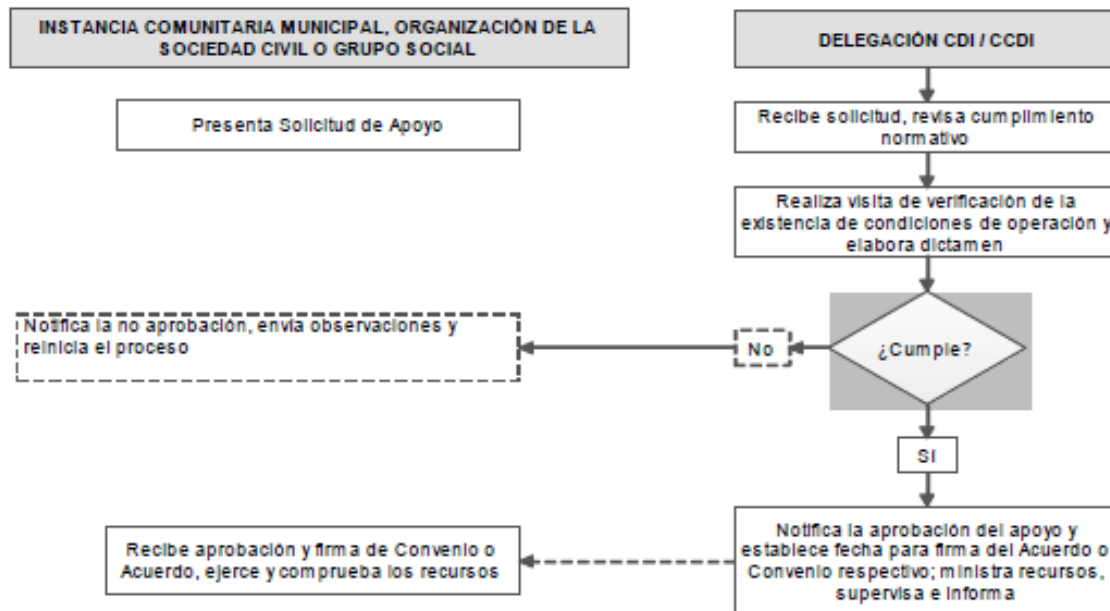 INSTANCIA COMUNITARIA MUNICIPAL, ORGANIZACIÓN DE LA
SOCIEDAD CIVIL O GRUPO SOCIAL
DELEGACIÓN CDI / CCDI
Presenta Solicitud de Apoyo
Recibe solicitud, revisa cumplimiento
normativo
Realiza visita de verificación de la
existencia de condiciones de operación y
elabora dictamen
Notifica la no aprobación, envía observaciones y
reinicia el proceso
No
¿Cumple?
Sí
Recibe aprobación y firma de Convenio o
Acuerdo, ejerce y comprueba los recursos
Notifica la aprobación del apoyo y
establece fecha para firma del Acuerdo o
Convenio respectivo; ministra recursos,
supervisa e informa